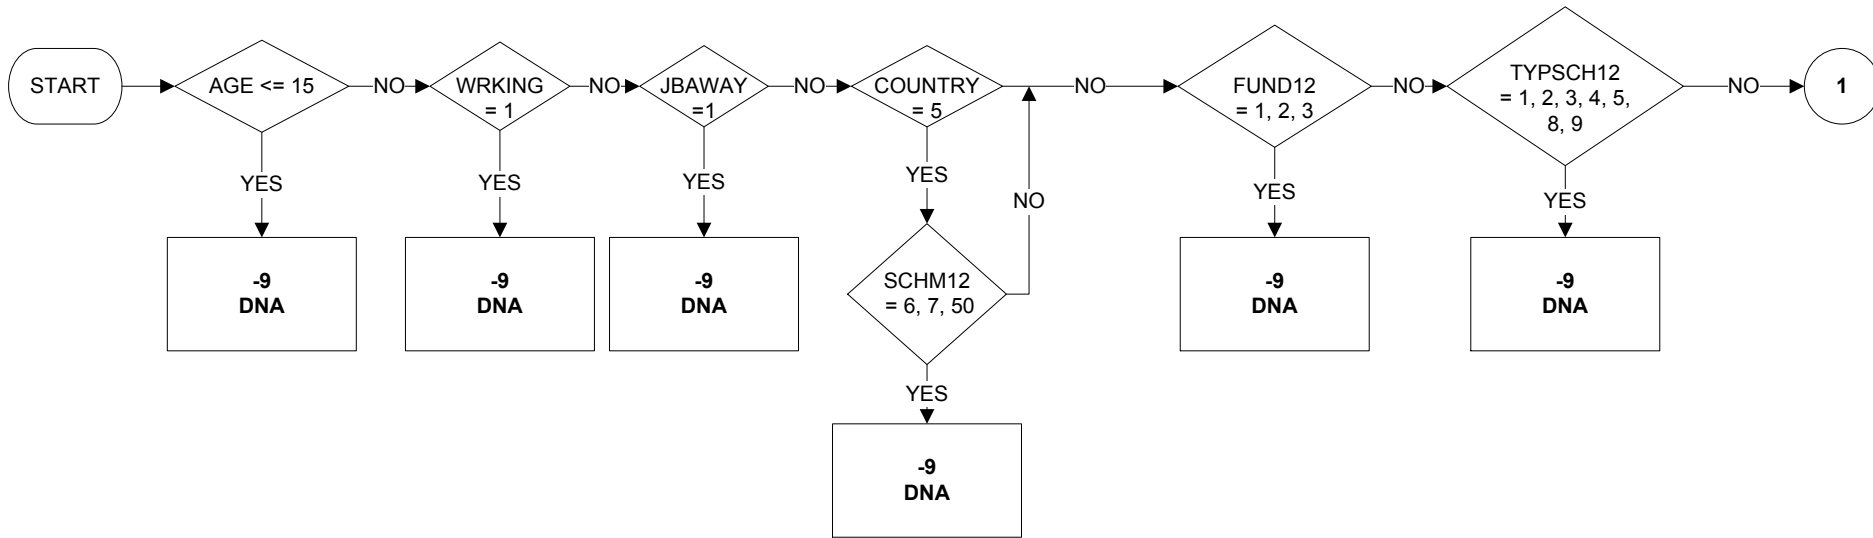 START
AGE <= 15
NO
WRKING
= 1
NO
JBAWAY
=1
NO
COUNTRY
= 5
NO
FUND12
= 1, 2, 3
NO
TYPSCH12
= 1, 2, 3, 4, 5,
8, 9
NO
1
YES
YES
YES
YES
NO
YES
YES
-9
DNA
-9
DNA
-9
DNA
SCHM12
= 6, 7, 50
-9
DNA
-9
DNA
YES
-9
DNA